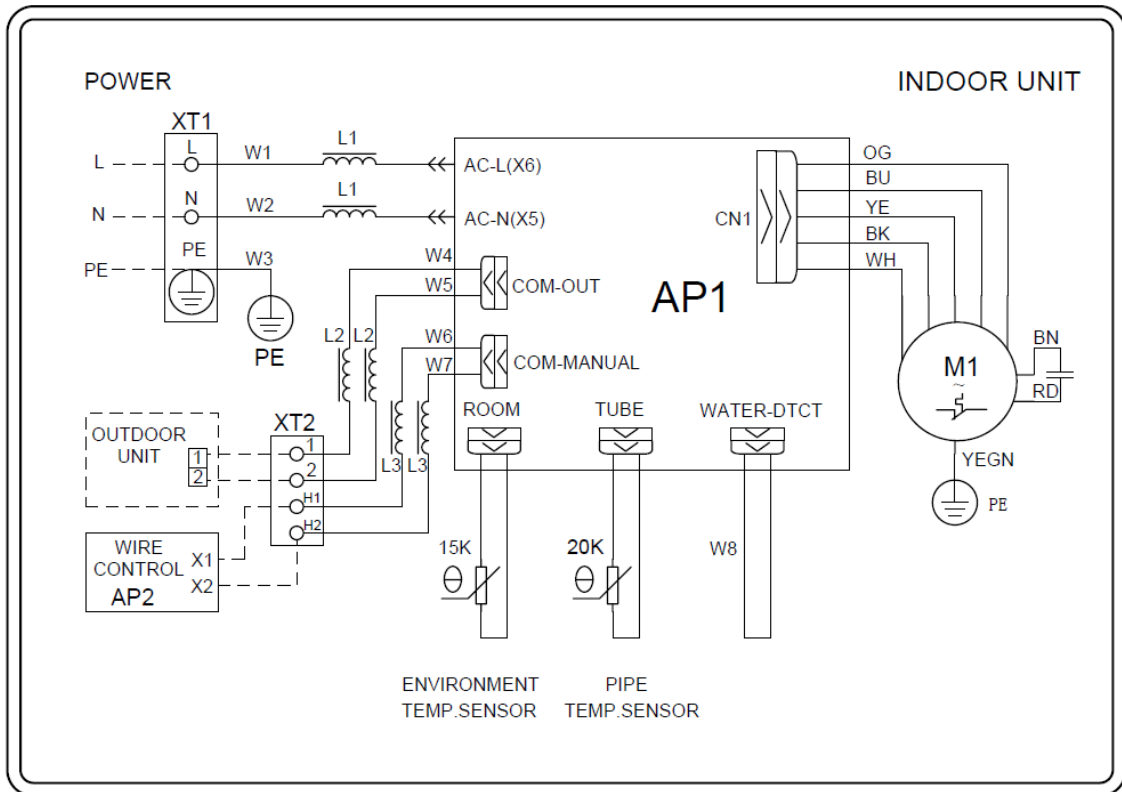 POWER
INDOOR UNIT
XT1
L
L
W1
L1
AC-L(X6)
OG
BU
N
N
W2
L1
AC-N(X5)
CN1
YE
BK
WH
PE
PE
W3
PE
W4
W5
COM-OUT
AP1
L2
L2
W6
W7
COM-MANUAL
M1
~
BN
RD
ROOM
TUBE
WATER-DTCT
YEGN
PE
OUTDOOR
UNIT
1
2
XT2
1
2
H1
H2
L3
L3
WIRE
CONTROL
AP2
X1
X2
15K
θ
20K
θ
W8
ENVIRONMENT
TEMP.SENSOR
PIPE
TEMP.SENSOR